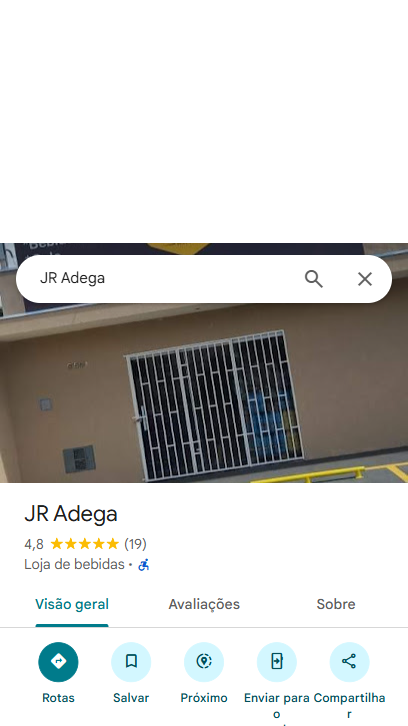 JR Adega
JR Adega
4,8 (19)
Loja de bebidas
Visão geral
Avaliações
Sobre
Rotas
Salvar
Próximo
Enviar para
o
Compartilha
r